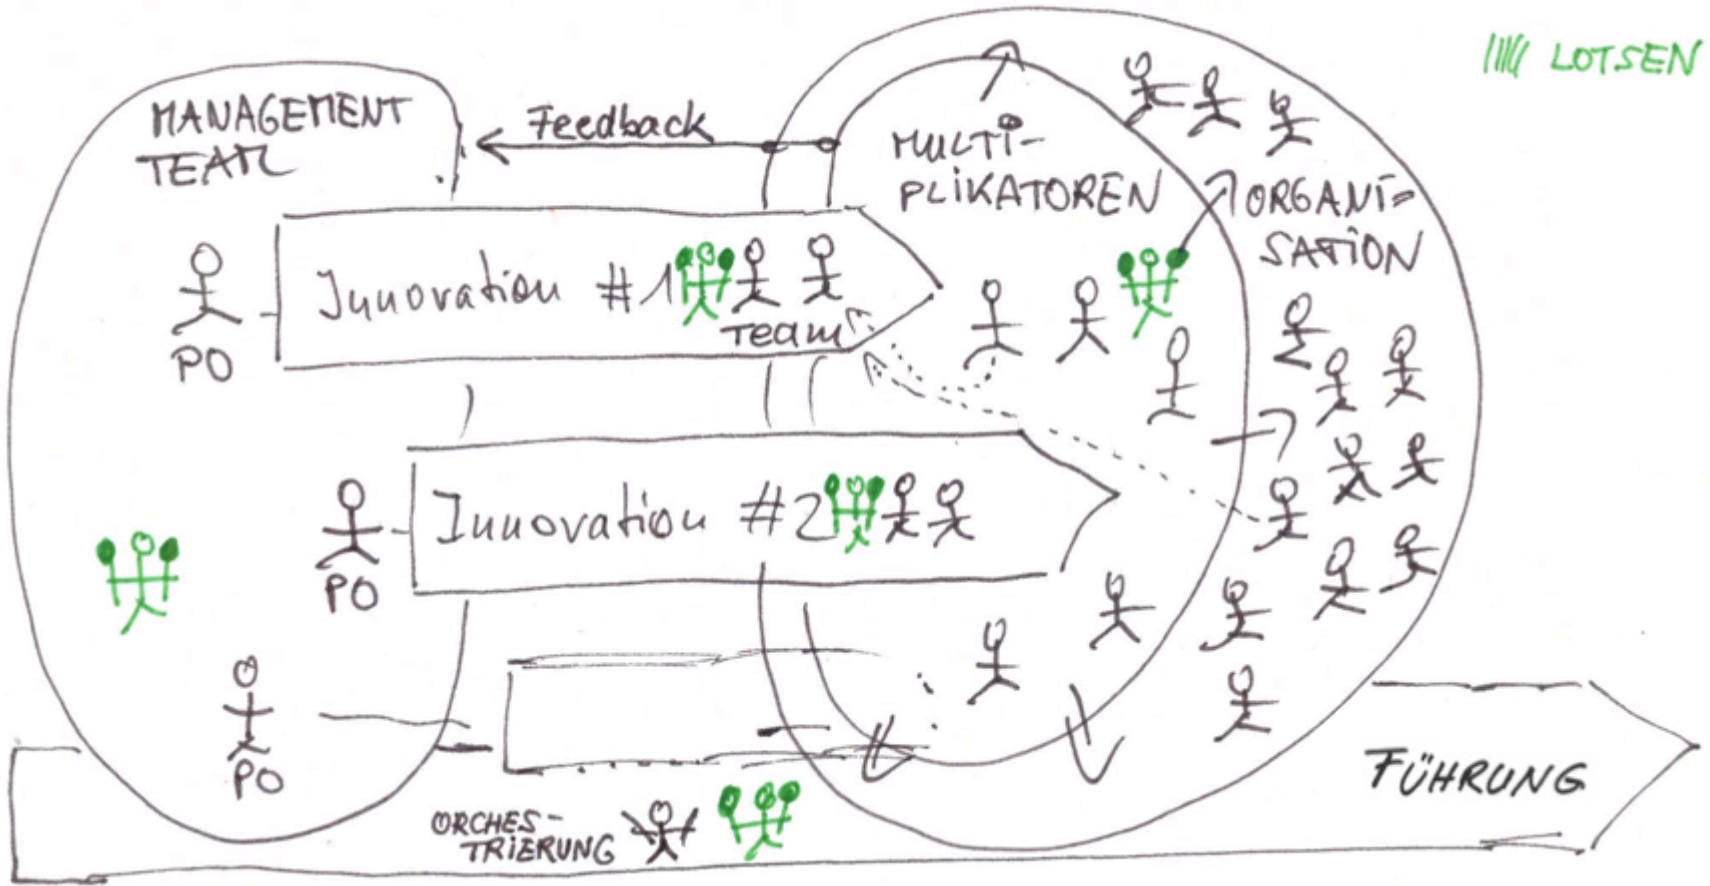 LOTSEN
MANAGEMENT
TEAM
Feedback
MULTI-
PLIKATOREN
ORGANI-
SATION
Innovation #1
Team
PO
Innovation #2
PO
PO
ORCHES-
TRIERUNG
FÜHRUNG